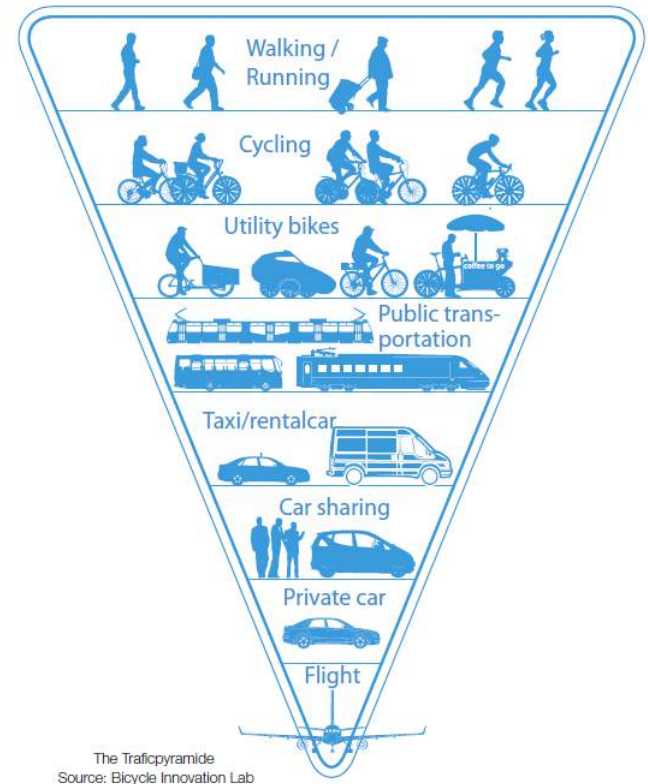 Walking /
Running
Cycling
Utility bikes
coffee to go
Public trans-
portation
Taxi/rentalcar
Car sharing
Private car
Flight
The Traficpyramide
Source: Bicycle Innovation Lab